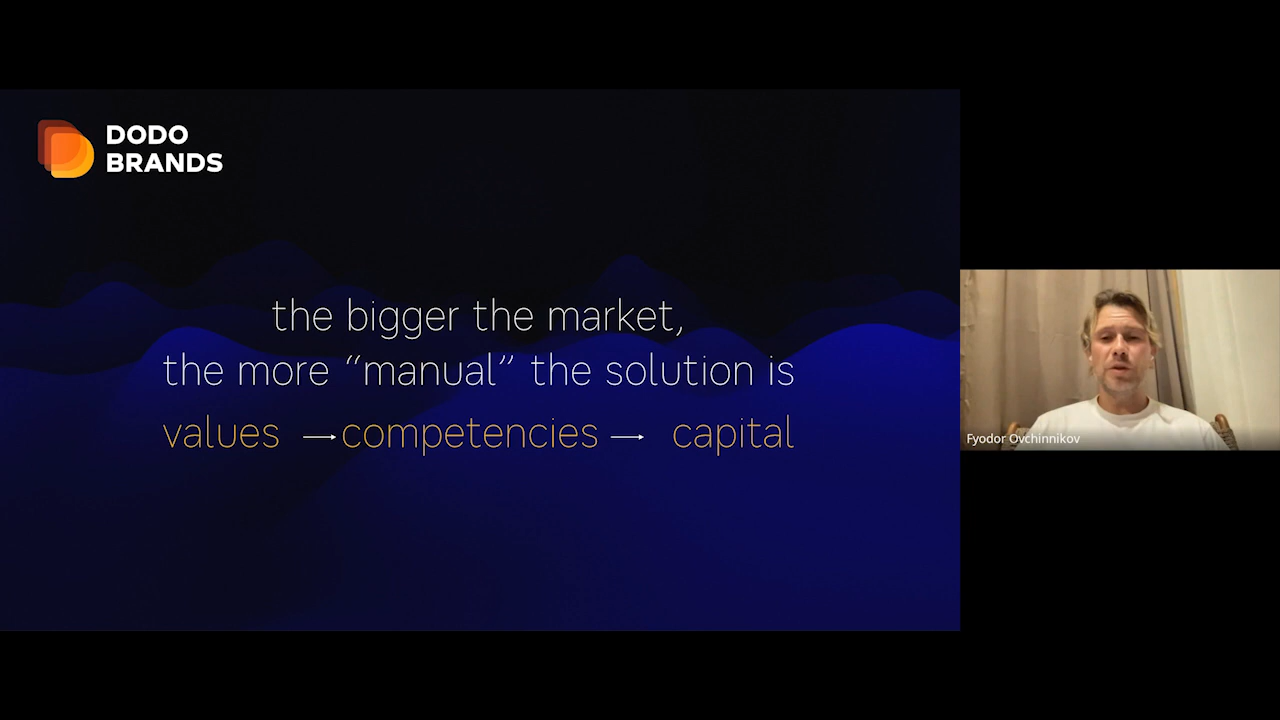 DODO
BRANDS
the bigger the market,
the more “manual” the solution is
values → competencies → capital
Fyodor Ovchinnikov